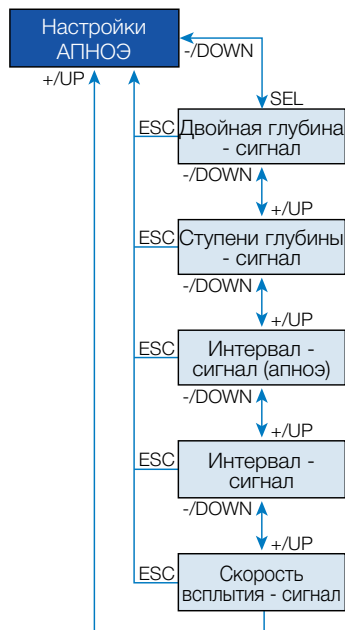 Настройки
АПНОЭ
-/DOWN
+/UP
SEL
ESC
Двойная глубина
- сигнал
-/DOWN
+/UP
ESC
Ступени глубины
- сигнал
-/DOWN
+/UP
ESC
Интервал -
сигнал (апноэ)
-/DOWN
+/UP
ESC
Интервал -
сигнал
-/DOWN
+/UP
ESC
Скорость
всплытия - сигнал